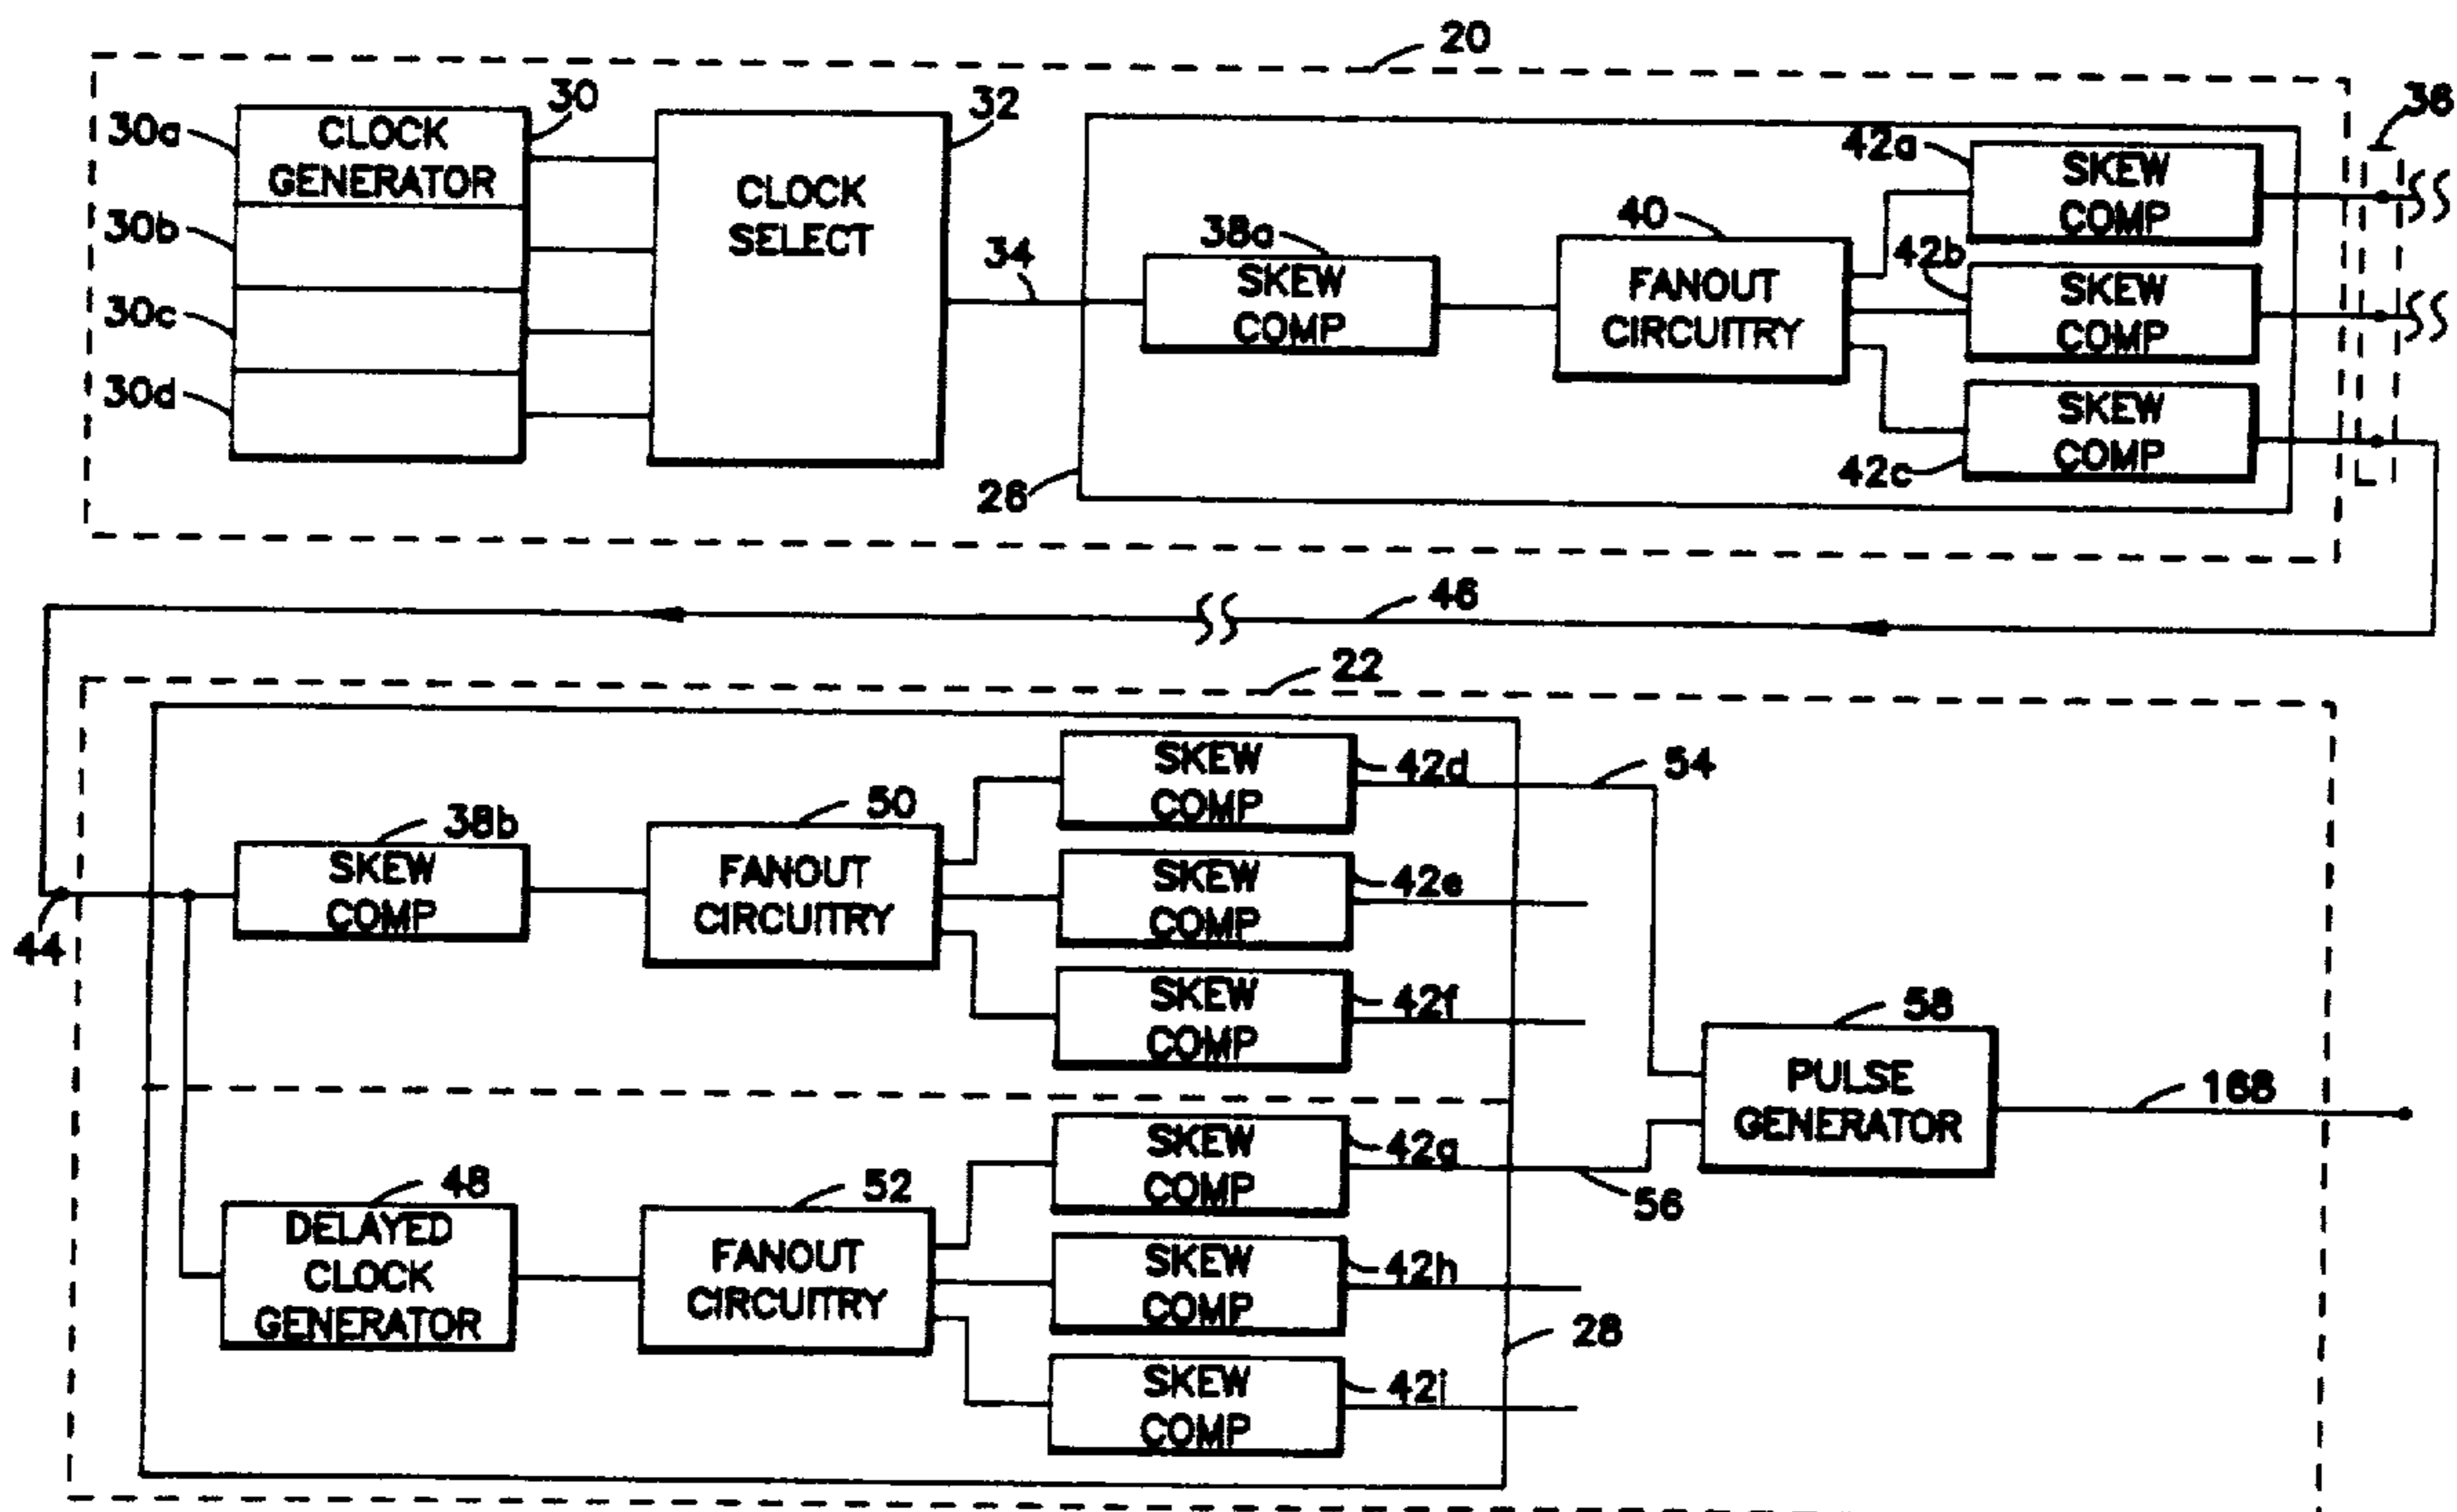 20
30
32
36
30a
CLOCK
GENERATOR
30b
30c
30d
CLOCK
SELECT
34
26
38a
SKEW
COMP
40
FANOUT
CIRCUITRY
42a
SKEW
COMP
42b
SKEW
COMP
42c
SKEW
COMP
46
22
44
38b
SKEW
COMP
50
FANOUT
CIRCUITRY
SKEW
COMP
42d
54
SKEW
COMP
42e
SKEW
COMP
42f
58
PULSE
GENERATOR
168
48
DELAYED
CLOCK
GENERATOR
52
FANOUT
CIRCUITRY
SKEW
COMP
42g
56
SKEW
COMP
42h
28
SKEW
COMP
42i